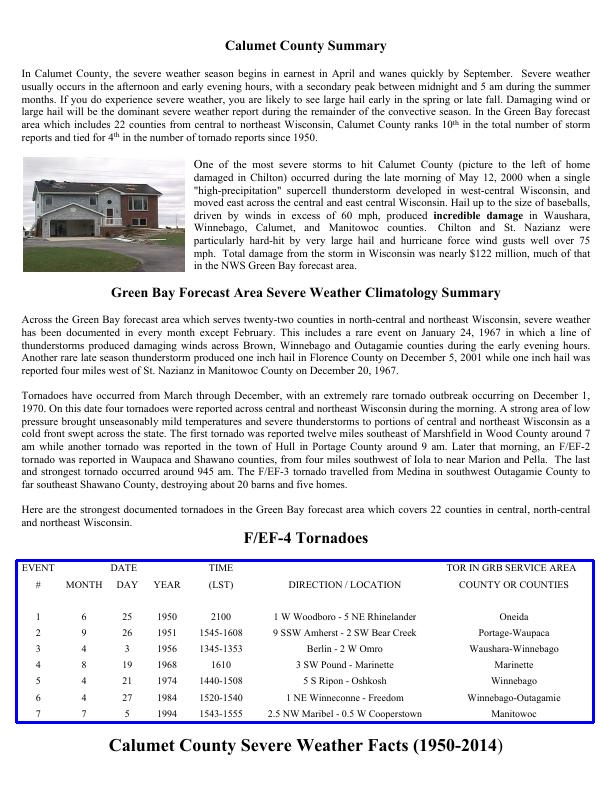 Calumet County Summary
In Calumet County, the severe weather season begins in earnest in April and wanes quickly by September. Severe weather
usually occurs in the afternoon and early evening hours, with a secondary peak between midnight and 5 am during the summer
months. If you do experience severe weather, you are likely to see large hail early in the spring or late fall. Damaging wind or
large hail will be the dominant severe weather report during the remainder of the convective season. In the Green Bay forecast
area which includes 22 counties from central to northeast Wisconsin, Calumet County ranks 10th in the total number of storm
reports and tied for 4th in the number of tornado reports since 1950.
One of the most severe storms to hit Calumet County (picture to the left of home
damaged in Chilton) occurred during the late morning of May 12, 2000 when a single
"high-precipitation" supercell thunderstorm developed in west-central Wisconsin, and
moved east across the central and east central Wisconsin. Hail up to the size of baseballs,
driven by winds in excess of 60 mph, produced incredible damage in Waushara,
Winnebago, Calumet, and Manitowoc counties. Chilton and St. Nazianz were
particularly hard-hit by very large hail and hurricane force wind gusts well over 75
mph. Total damage from the storm in Wisconsin was nearly $122 million, much of that
in the NWS Green Bay forecast area.
Green Bay Forecast Area Severe Weather Climatology Summary
Across the Green Bay forecast area which serves twenty-two counties in north-central and northeast Wisconsin, severe weather
has been documented in every month except February. This includes a rare event on January 24, 1967 in which a line of
thunderstorms produced damaging winds across Brown, Winnebago and Outagamie counties during the early evening hours.
Another rare late season thunderstorm produced one inch hail in Florence County on December 5, 2001 while one inch hail was
reported four miles west of St. Nazianz in Manitowoc County on December 20, 1967.
Tornadoes have occurred from March through December, with an extremely rare tornado outbreak occurring on December 1,
1970. On this date four tornadoes were reported across central and northeast Wisconsin during the morning. A strong area of low
pressure brought unseasonably mild temperatures and severe thunderstorms to portions of central and northeast Wisconsin as a
cold front swept across the state. The first tornado was reported twelve miles southeast of Marshfield in Wood County around 7
am while another tornado was reported in the town of Hull in Portage County around 9 am. Later that morning, an F/EF-2
tornado was reported in Waupaca and Shawano counties, from four miles southwest of Iola to near Marion and Pella. The last
and strongest tornado occurred around 945 am. The F/EF-3 tornado travelled from Medina in southwest Outagamie County to
far southeast Shawano County, destroying about 20 barns and five homes.
Here are the strongest documented tornadoes in the Green Bay forecast area which covers 22 counties in central, north-central
and northeast Wisconsin.
F/EF-4 Tornadoes
EVENT DATE TIME TOR IN GRB SERVICE AREA
# MONTH DAY YEAR (LST) DIRECTION / LOCATION COUNTY OR COUNTIES
1 6 25 1950 2100 1 W Woodboro - 5 NE Rhinelander Oneida
2 9 26 1951 1545-1608 9 SSW Amherst - 2 SW Bear Creek Portage-Waupaca
3 4 3 1956 1345-1353 Berlin - 2 W Omro Waushara-Winnebago
4 8 19 1968 1610 3 SW Pound - Marinette Marinette
5 4 21 1974 1440-1508 5 S Ripon - Oshkosh Winnebago
6 4 27 1984 1520-1540 1 NE Winneconne - Freedom Winnebago-Outagamie
7 7 5 1994 1543-1555 2.5 NW Maribel - 0.5 W Cooperstown Manitowoc
Calumet County Severe Weather Facts (1950-2014)